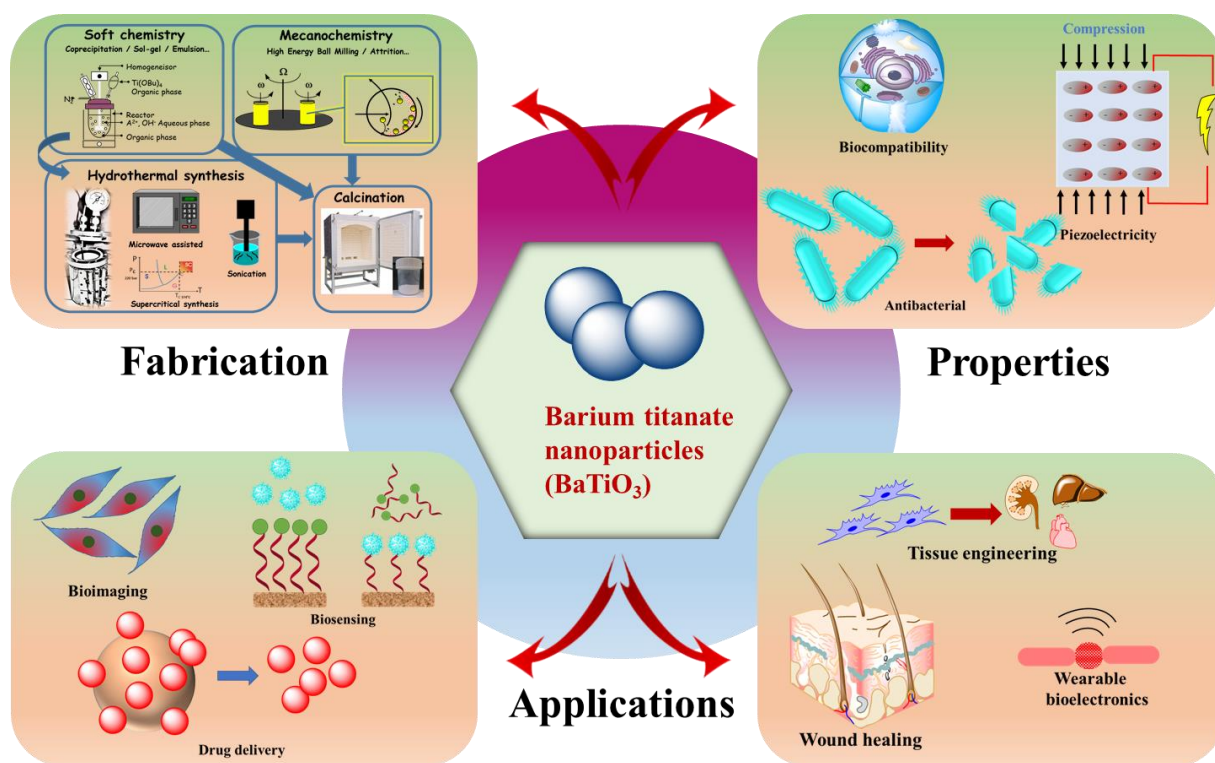 Soft chemistry
Coprecipitation / Sol-gel / Emulsion...
Homogeneisor
Ti(OBu)₄
Organic phase
Reactor
A²⁺, OH⁻ Aqueous phase
Organic phase
Mecanochemistry
High Energy Ball Milling / Attrition...
Ω
ω
ω
Hydrothermal synthesis
Microwave assisted
Sonication
P
T
Supercritical synthesis
Calcination
Fabrication
Compression
Biocompatibility
Piezoelectricity
Antibacterial
Properties
Barium titanate
nanoparticles
(BaTiO₃)
Bioimaging
Biosensing
Drug delivery
Applications
Tissue engineering
Wound healing
Wearable
bioelectronics